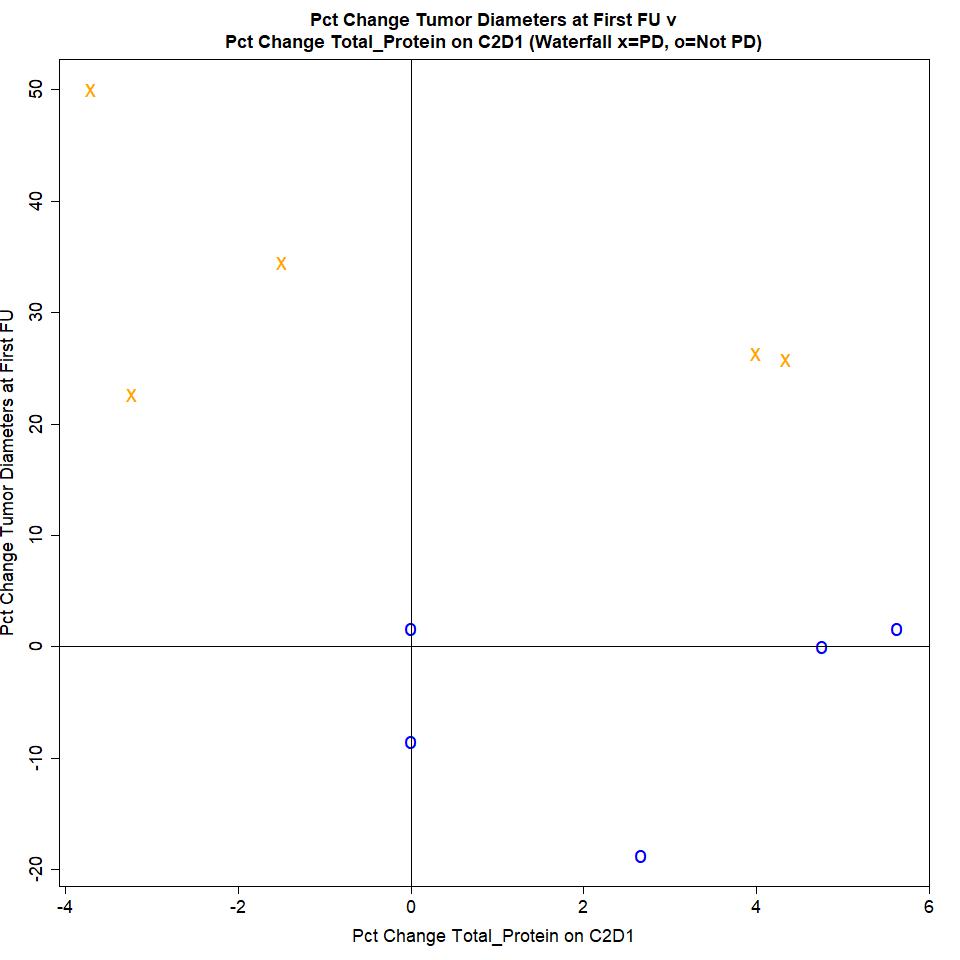 Pct Change Tumor Diameters at First FU v
Pct Change Total_Protein on C2D1 (Waterfall x=PD, o=Not PD)
Pct Change Tumor Diameters at First FU
50
40
30
20
10
0
-10
-20
X
X
X
X
X
O
O
O
O
O
-4
-2
0
2
4
6
Pct Change Total_Protein on C2D1